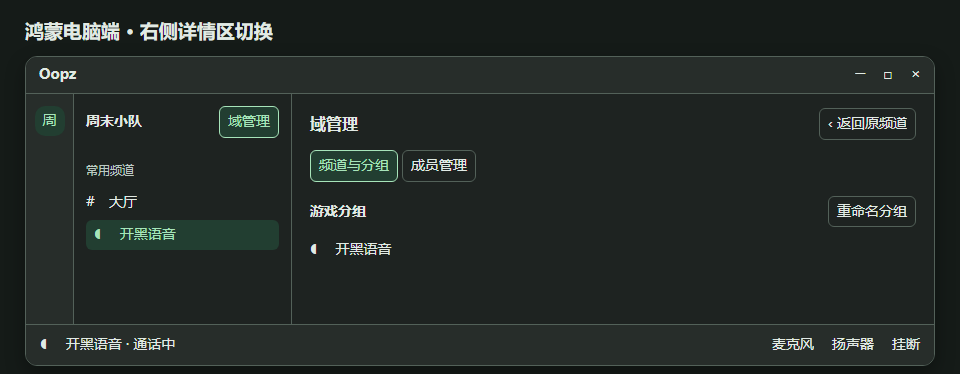 鸿蒙电脑端 · 右侧详情区切换
Oopz
周
周末小队
域管理
常用频道
# 大厅
开黑语音
域管理
‹ 返回原频道
频道与分组
成员管理
游戏分组
重命名分组
开黑语音
开黑语音 · 通话中
麦克风
扬声器
挂断